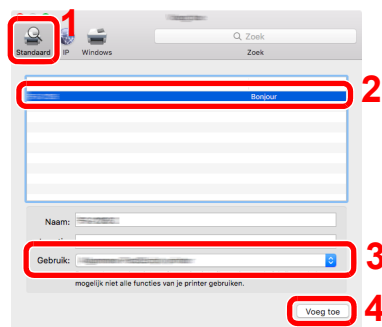 1
Zoek
Standaard IP Windows Zoek
Bonjour 2
Naam:
Gebruik: 3
mogelijk niet alle functies van je printer gebruiken.
Voeg toe 4